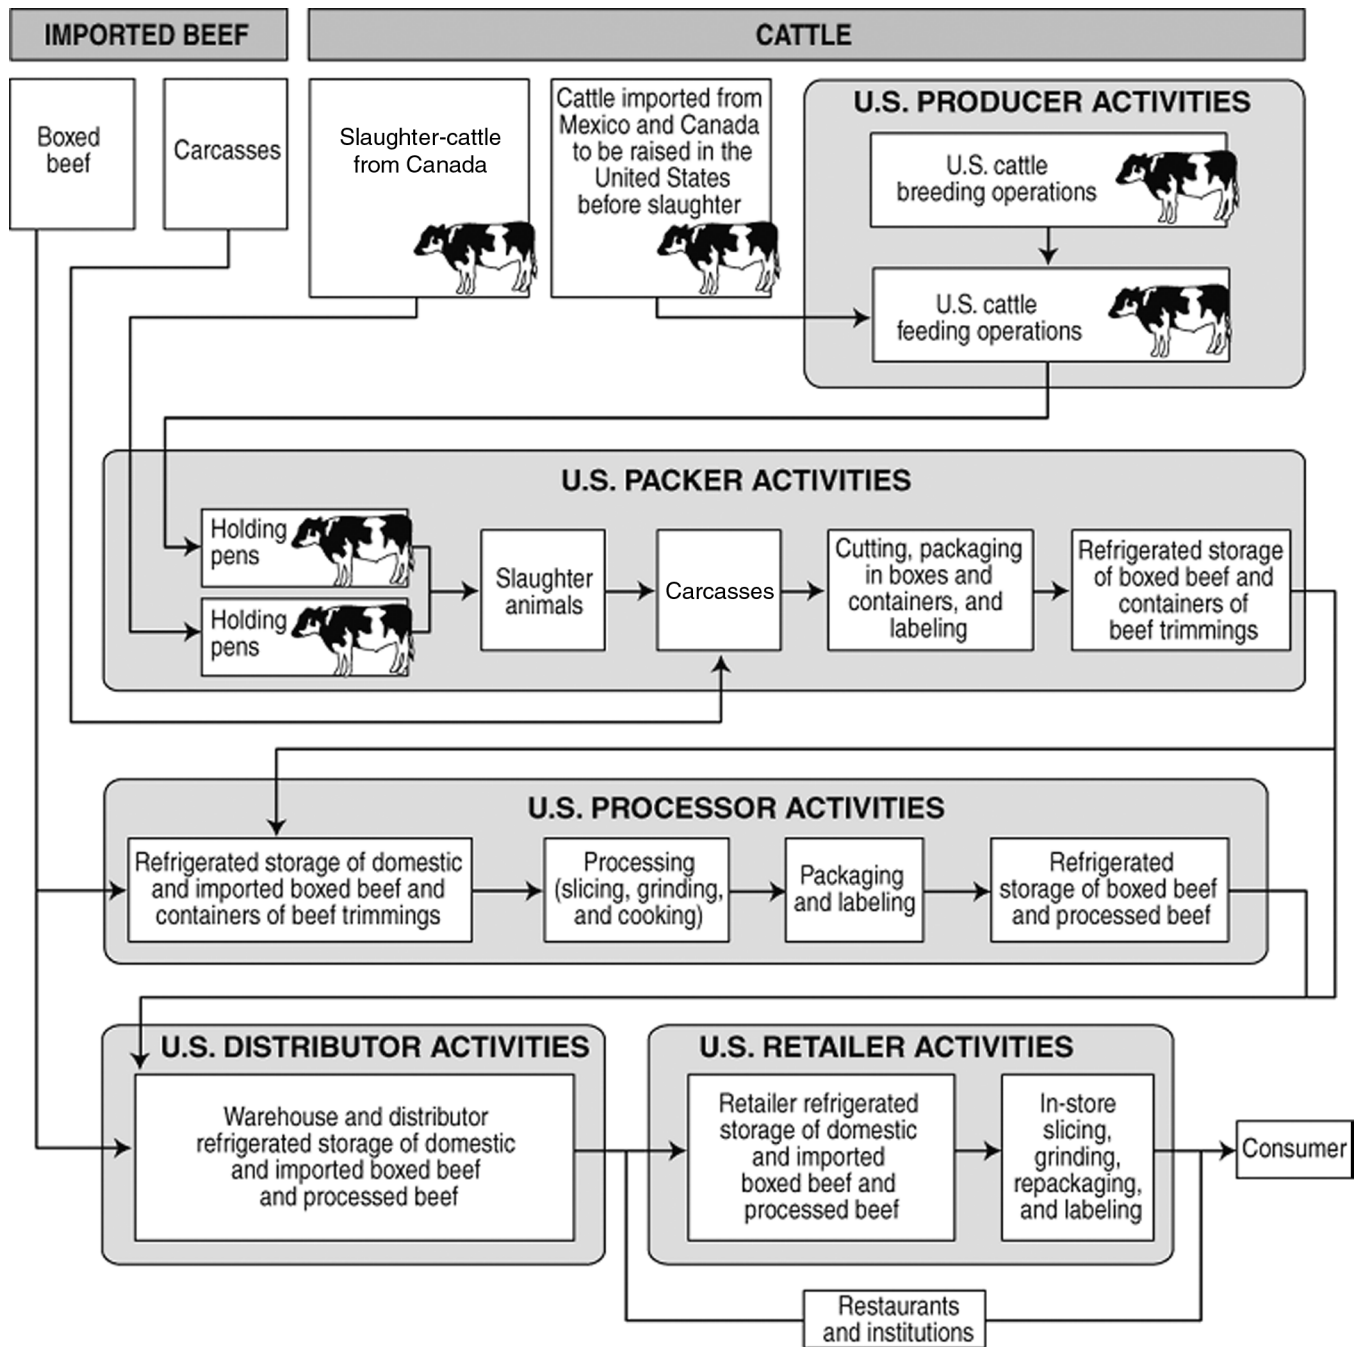 IMPORTED BEEF
CATTLE
Boxed
beef
Carcasses
Slaughter-cattle
from Canada
Cattle imported from
Mexico and Canada
to be raised in the
United States
before slaughter
U.S. PRODUCER ACTIVITIES
U.S. cattle
breeding operations
U.S. cattle
feeding operations
U.S. PACKER ACTIVITIES
Holding
pens
Holding
pens
Slaughter
animals
Carcasses
Cutting, packaging
in boxes and
containers, and
labeling
Refrigerated storage
of boxed beef and
containers of
beef trimmings
U.S. PROCESSOR ACTIVITIES
Refrigerated storage of domestic
and imported boxed beef and
containers of beef trimmings
Processing
(slicing, grinding,
and cooking)
Packaging
and labeling
Refrigerated
storage of boxed beef
and processed beef
U.S. DISTRIBUTOR ACTIVITIES
Warehouse and distributor
refrigerated storage of domestic
and imported boxed beef
and processed beef
U.S. RETAILER ACTIVITIES
Retailer refrigerated
storage of domestic
and imported
boxed beef and
processed beef
In-store
slicing,
grinding,
repackaging,
and labeling
Consumer
Restaurants
and institutions